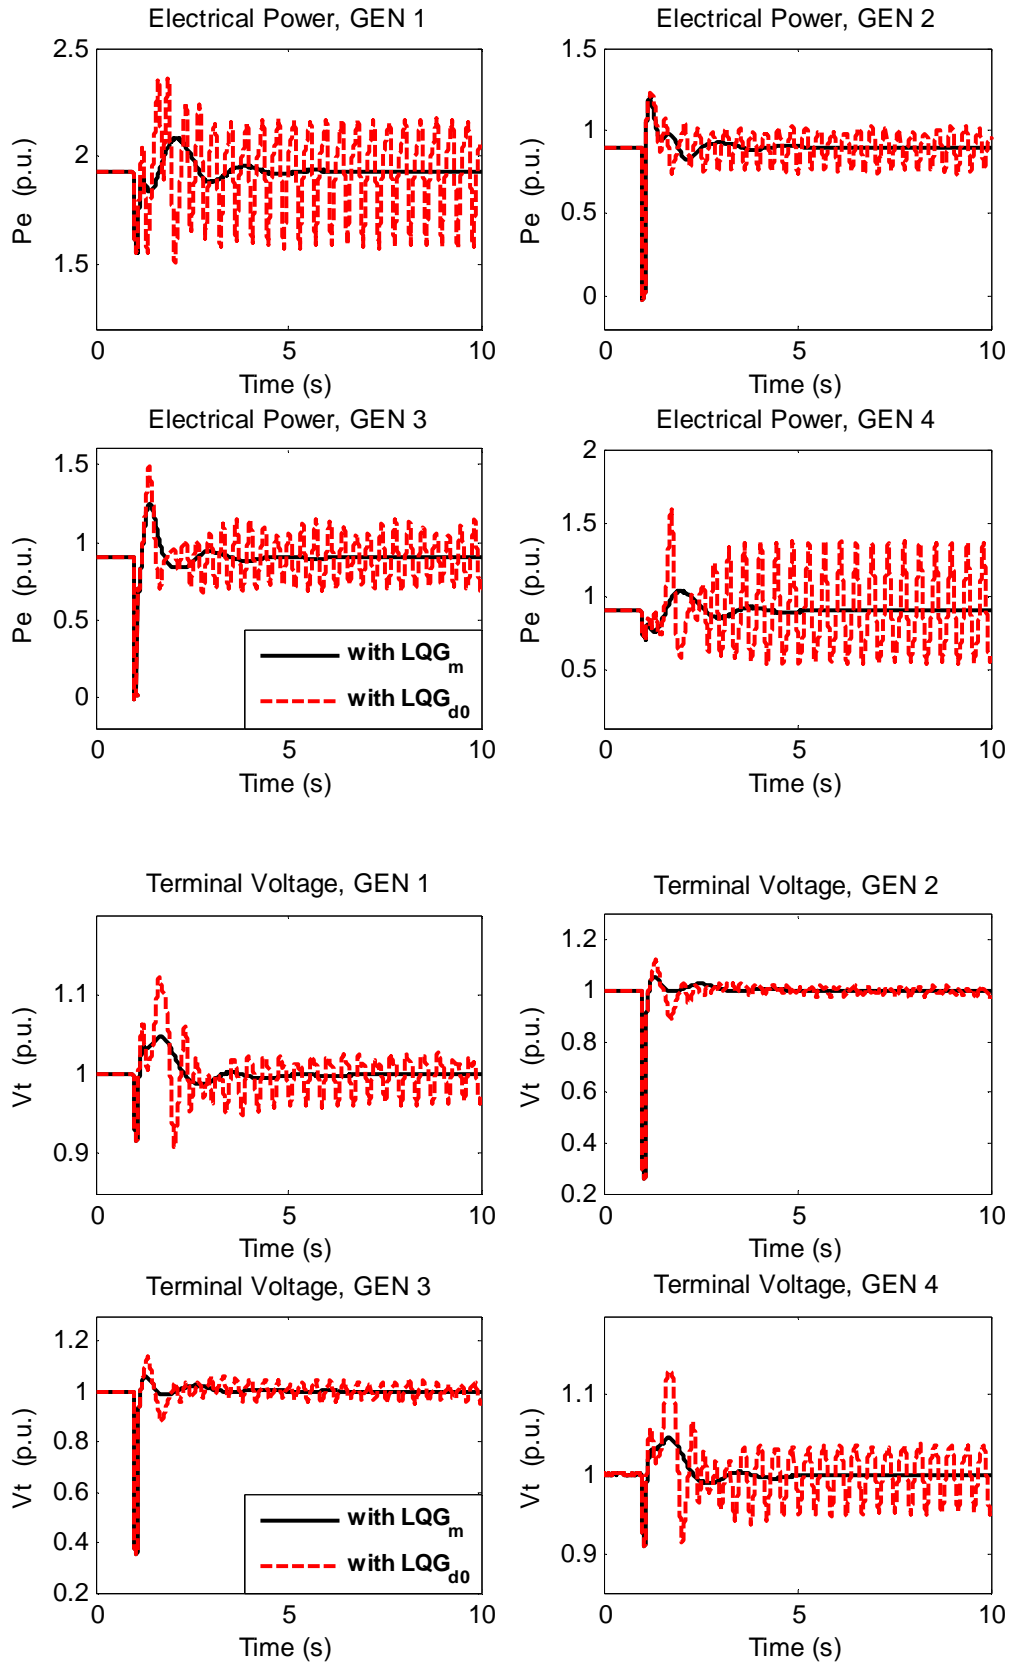 Electrical Power, GEN 1
2.5
2
1.5
Pe (p.u.)
0 5 10
Time (s)
Electrical Power, GEN 2
1.5
1
0.5
0
Pe (p.u.)
0 5 10
Time (s)
Electrical Power, GEN 3
1.5
1
0.5
0
Pe (p.u.)
with LQG_m
with LQG_d0
0 5 10
Time (s)
Electrical Power, GEN 4
2
1.5
1
0.5
Pe (p.u.)
0 5 10
Time (s)
Terminal Voltage, GEN 1
1.1
1
0.9
Vt (p.u.)
0 5 10
Time (s)
Terminal Voltage, GEN 2
1.2
1
0.8
0.6
0.4
0.2
Vt (p.u.)
0 5 10
Time (s)
Terminal Voltage, GEN 3
1.2
1
0.8
0.6
0.4
0.2
Vt (p.u.)
with LQG_m
with LQG_d0
0 5 10
Time (s)
Terminal Voltage, GEN 4
1.1
1
0.9
Vt (p.u.)
0 5 10
Time (s)